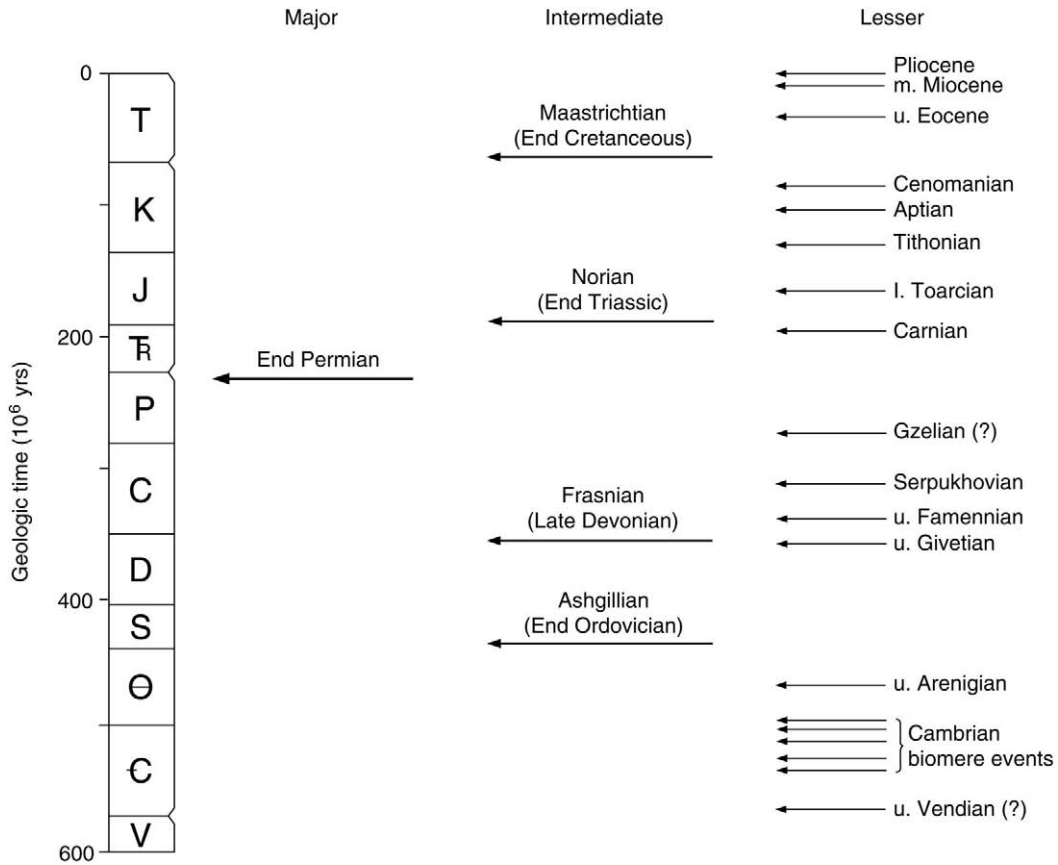 Major
Intermediate
Lesser
Geologic time (10⁶ yrs)
0
200
400
600
T
K
J
TR
P
C
D
S
O
C
V
End Permian
Maastrichtian
(End Cretanceous)
Norian
(End Triassic)
Frasnian
(Late Devonian)
Ashgillian
(End Ordovician)
Pliocene
m. Miocene
u. Eocene
Cenomanian
Aptian
Tithonian
l. Toarcian
Carnian
Gzelian (?)
Serpukhovian
u. Famennian
u. Givetian
u. Arenigian
Cambrian
biomere events
u. Vendian (?)